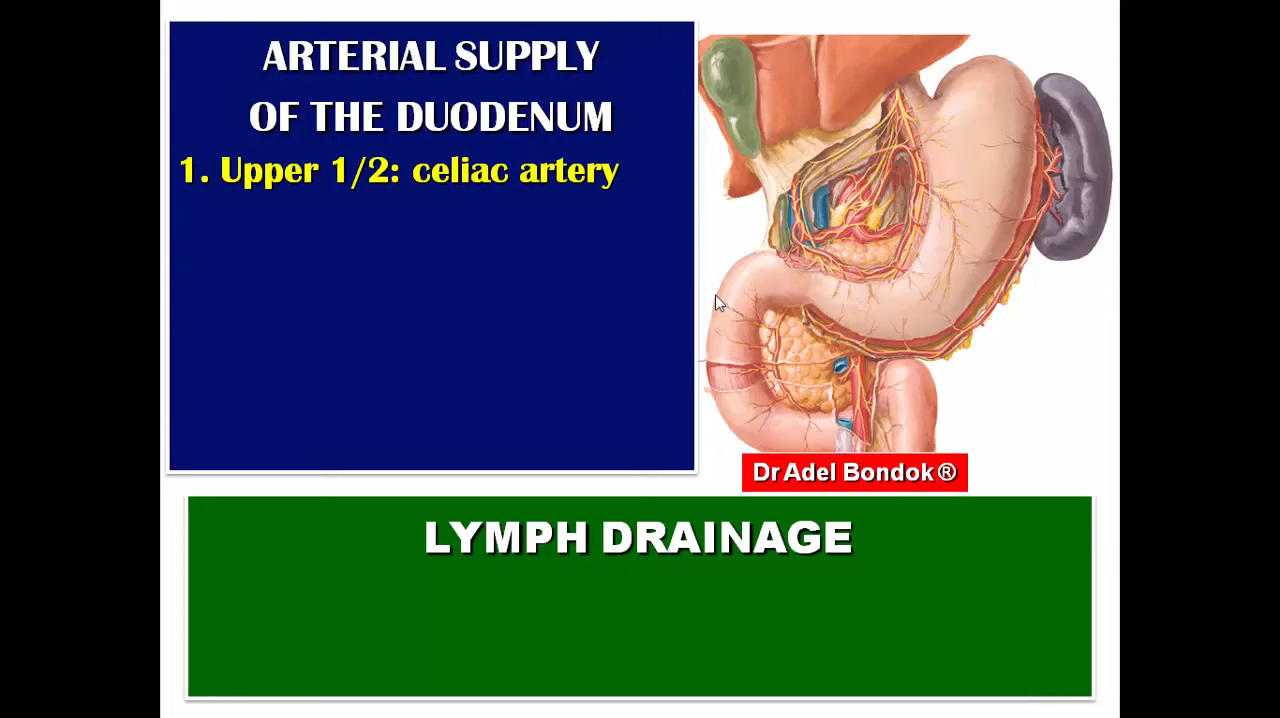 ARTERIAL SUPPLY
OF THE DUODENUM
1. Upper 1/2: celiac artery
Dr Adel Bondok ®
LYMPH DRAINAGE